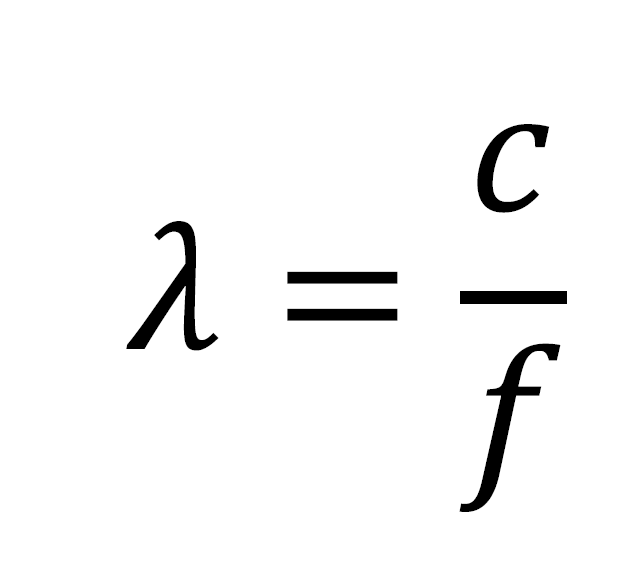 λ = c/f